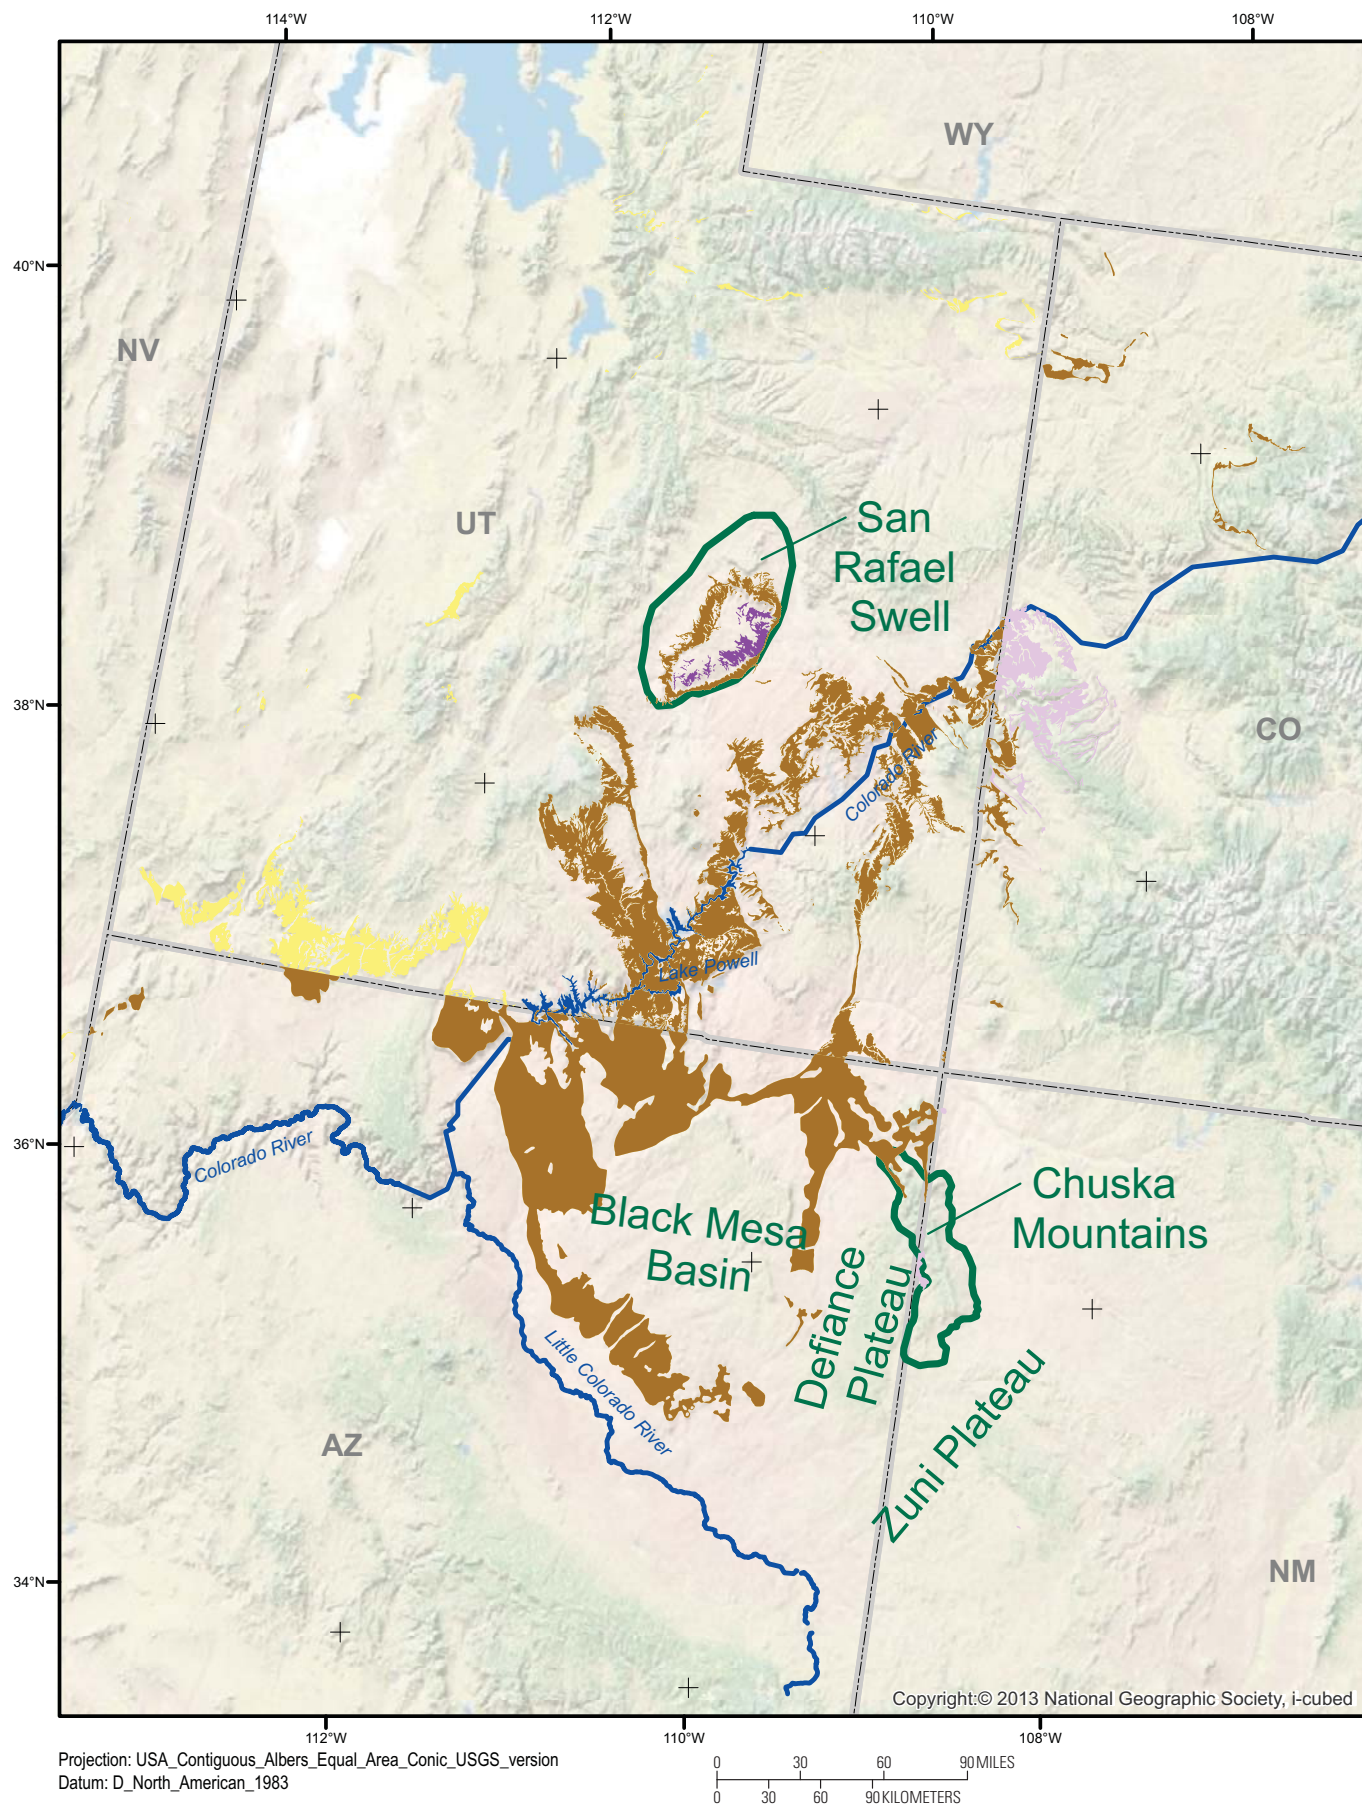 114°W
112°W
110°W
108°W
WY
40°N
NV
UT
San
Rafael
Swell
38°N
CO
Colorado River
Lake Powell
36°N
Colorado River
Chuska
Mountains
Black Mesa
Basin
Defiance
Plateau
Little Colorado River
Zuni Plateau
AZ
NM
34°N
Copyright:© 2013 National Geographic Society, i-cubed
112°W
110°W
108°W
Projection: USA_Contiguous_Albers_Equal_Area_Conic_USGS_version
Datum: D_North_American_1983
0 30 60 90 MILES
0 30 60 90 KILOMETERS